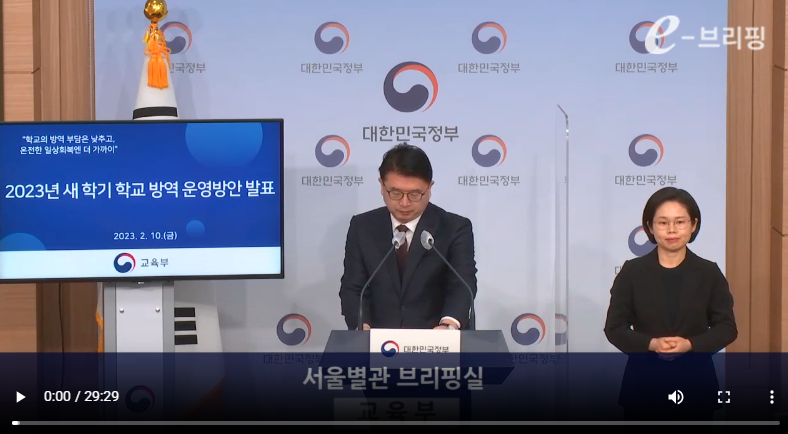 e-브리핑
대한민국정부
대한민국정부
대한민국정부
대한민국정부
대한민국정부
대한민국정부
대한민국정부
"학교의 방역 부담은 낮추고,
온전한 일상회복엔 더 가까이"
2023년 새 학기 학교 방역 운영방안 발표
2023. 2. 10.(금)
교육부
대한민국정부
서울별관 브리핑실
교육부
0:00 / 29:29